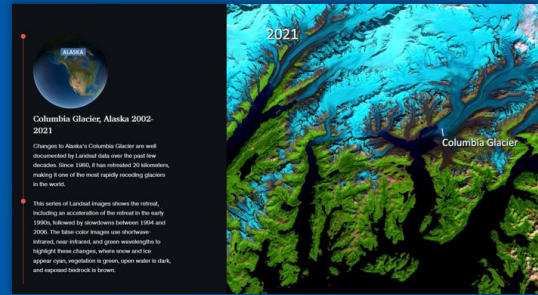 ALASKA
Columbia Glacier, Alaska 2002-
2021
Changes to Alaska's Columbia Glacier are well
documented by Landsat data over the past few
decades. Since 1980, it has retreated 20 kilometers,
making it one of the most rapidly receding glaciers
in the world.
This series of Landsat images shows the retreat,
including an acceleration of the retreat in the early
1990s, followed by slowdowns between 1994 and
2006. The false-color images use shortwave-
infrared, near-infrared, and green wavelengths to
highlight these changes, where snow and ice
appear cyan, vegetation is green, open water is dark,
and exposed bedrock is brown.
2021
Columbia Glacier